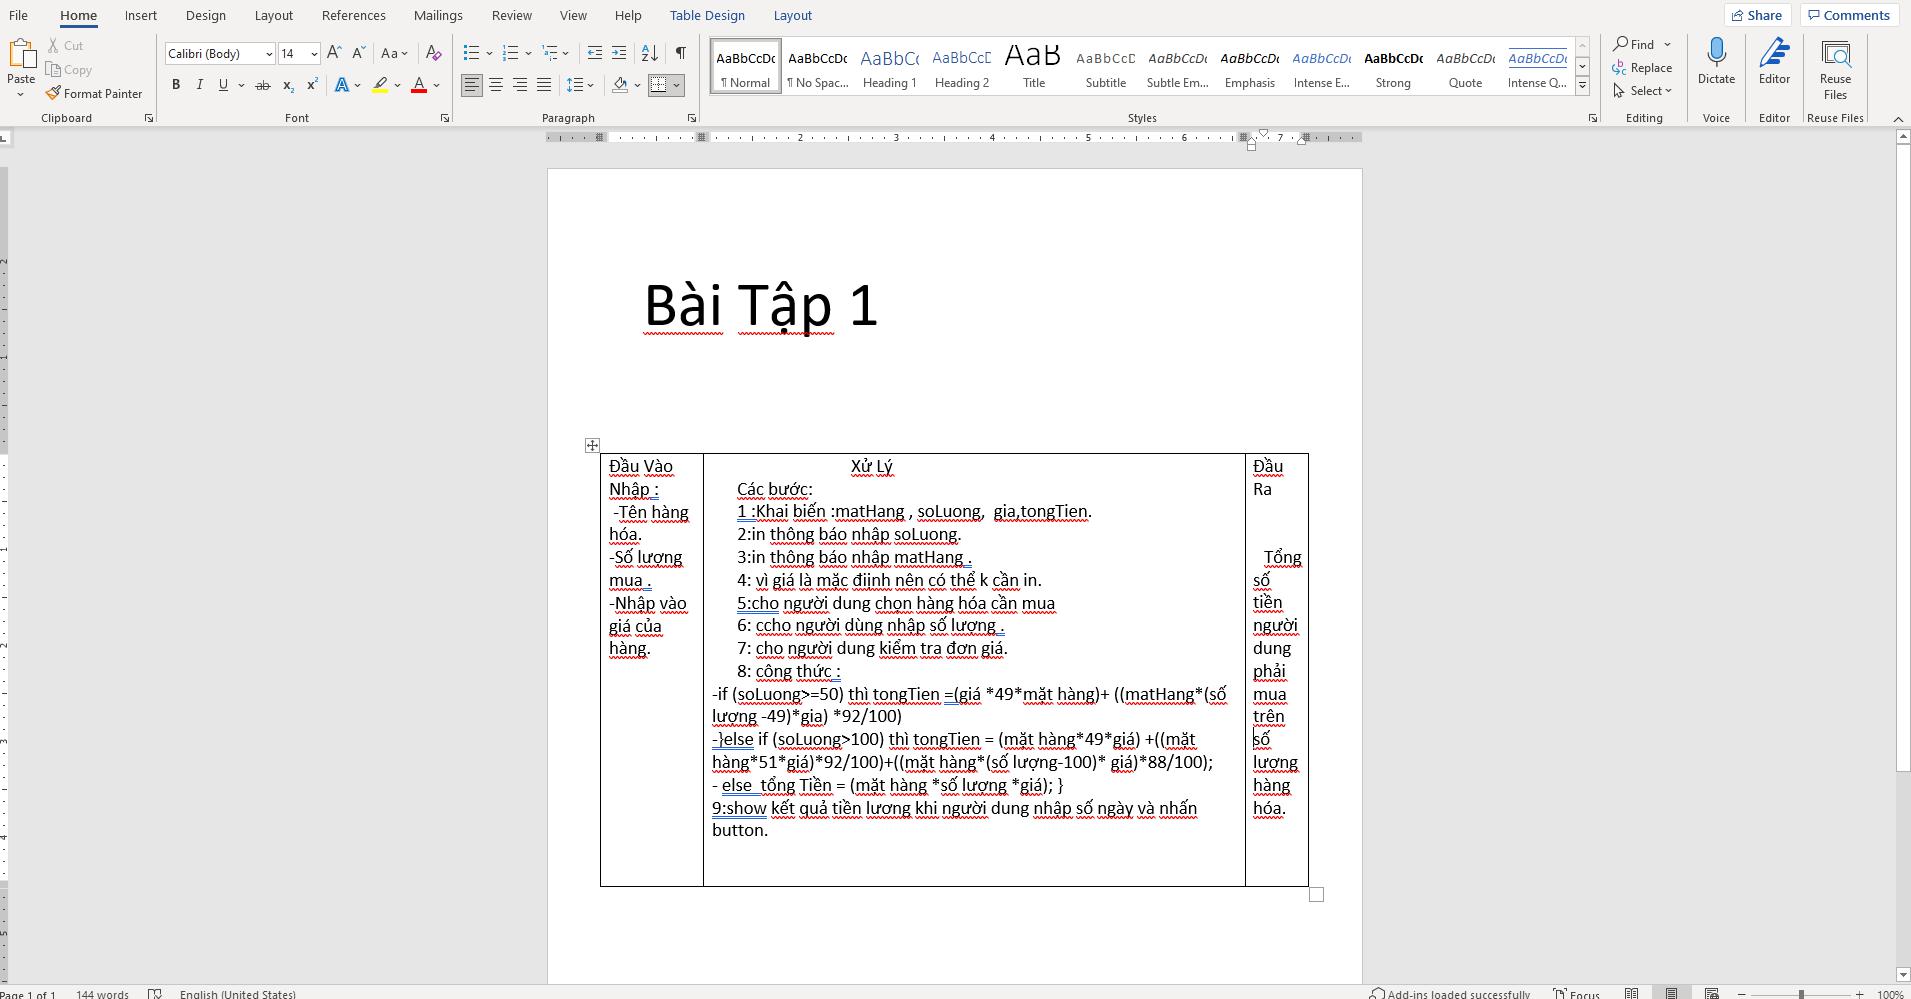 File Home Insert Design Layout References Mailings Review View Help Table Design Layout Share Comments
Paste
Cut
Copy
Format Painter
Clipboard
Calibri (Body) 14
Font
Paragraph
AaBbCcDc AaBbCcDc AaBbCc AaBbCcD AaB AaBbCcD AaBbCcDc AaBbCcDc AaBbCcDc AaBbCcDc AaBbCcDc AaBbCcDc
¶ Normal ¶ No Spac... Heading 1 Heading 2 Title Subtitle Subtle Em... Emphasis Intense E... Strong Quote Intense Q...
Styles
Find
Replace
Select
Editing
Dictate
Voice
Editor
Editor
Reuse
Files
Reuse Files
Bài Tập 1
Đầu Vào
Nhập :
-Tên hàng
hóa.
-Số lượng
mua .
-Nhập vào
giá của
hàng.
Xử Lý
Các bước:
1 :Khai biến :matHang , soLuong, gia,tongTien.
2:in thông báo nhập soLuong.
3:in thông báo nhập matHang .
4: vì giá là mặc điịnh nên có thể k cần in.
5:cho người dung chọn hàng hóa cần mua
6: ccho người dùng nhập số lượng .
7: cho người dung kiểm tra đơn giá.
8: công thức :
-if (soLuong>=50) thì tongTien =(giá *49*mặt hàng)+ ((matHang*(số
lượng -49)*gia) *92/100)
-}else if (soLuong>100) thì tongTien = (mặt hàng*49*giá) +((mặt
hàng*51*giá)*92/100)+((mặt hàng*(số lượng-100)* giá)*88/100);
- else tổng Tiền = (mặt hàng *số lượng *giá); }
9:show kết quả tiền lương khi người dung nhập số ngày và nhấn
button.
Đầu
Ra
Tổng
số
tiền
người
dung
phải
mua
trên
số
lượng
hàng
hóa.
Page 1 of 1 144 words English (United States) Add-ins loaded successfully Focus 100%